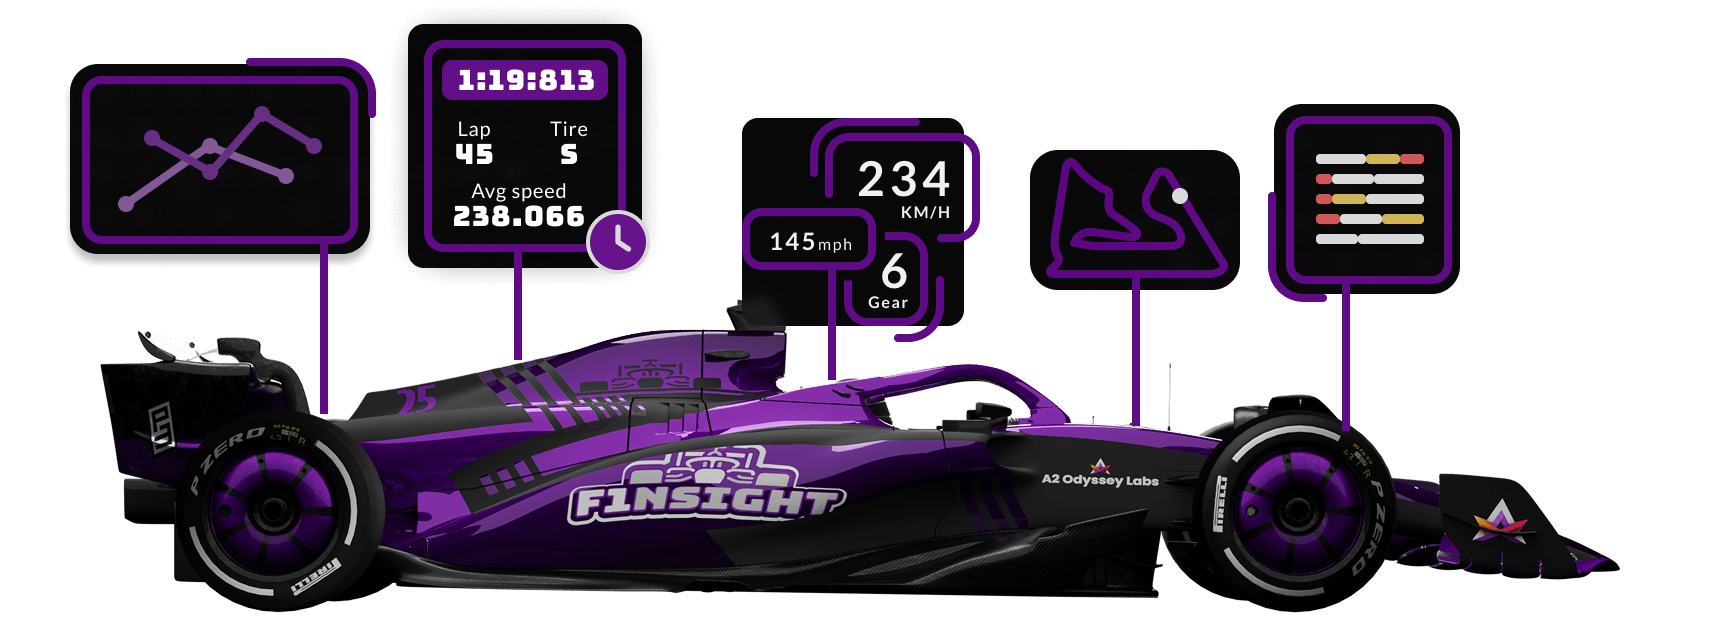 1:19:813
Lap
Tire
45
S
Avg speed
238.066
234
KM/H
145mph
6
Gear
25
F1NSIGHT
A2 Odyssey Labs
P ZERO
PIRELLI
PIRELLI
P ZERO